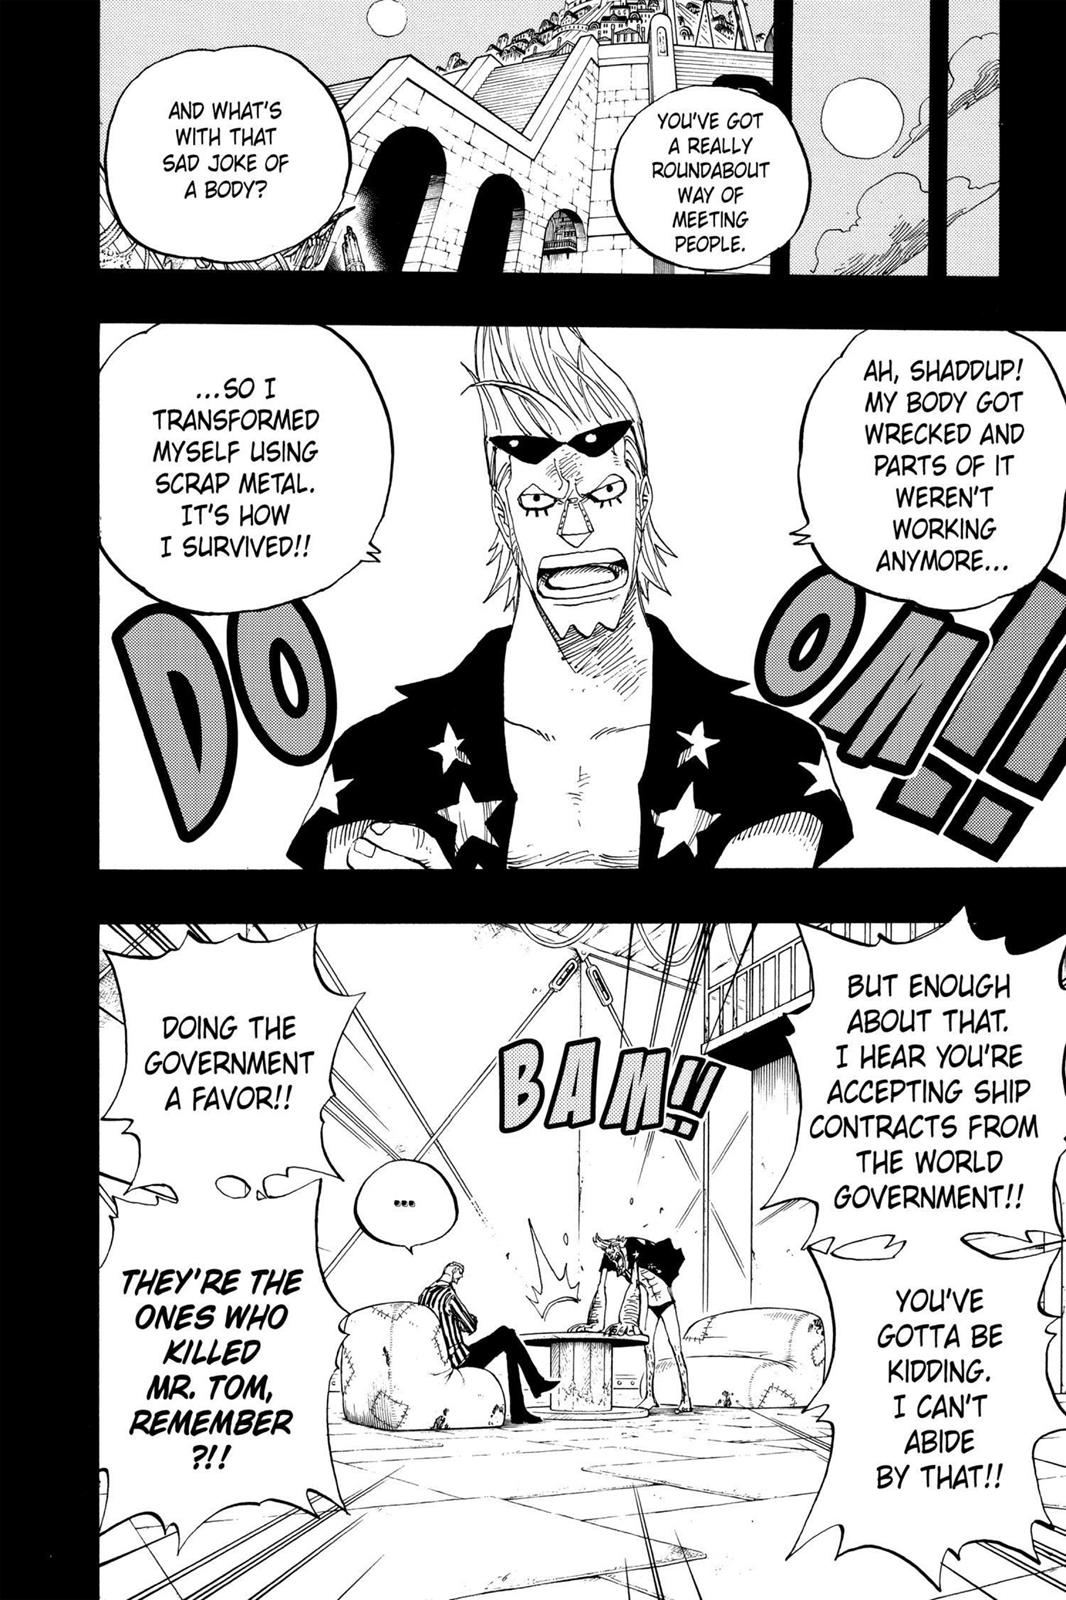 YOU'VE GOT
A REALLY
ROUNDABOUT
WAY OF
MEETING
PEOPLE.
AND WHAT'S
WITH THAT
SAD JOKE OF
A BODY?
AH, SHADDUP!
MY BODY GOT
WRECKED AND
PARTS OF IT
WEREN'T
WORKING
ANYMORE...
...SO I
TRANSFORMED
MYSELF USING
SCRAP METAL.
IT'S HOW
I SURVIVED!!
DOOM!!
BUT ENOUGH
ABOUT THAT.
I HEAR YOU'RE
ACCEPTING SHIP
CONTRACTS FROM
THE WORLD
GOVERNMENT!!
YOU'VE
GOTTA BE
KIDDING.
I CAN'T
ABIDE
BY THAT!!
BAM!!
...
DOING THE
GOVERNMENT
A FAVOR!!
THEY'RE THE
ONES WHO
KILLED
MR. TOM,
REMEMBER
?!!